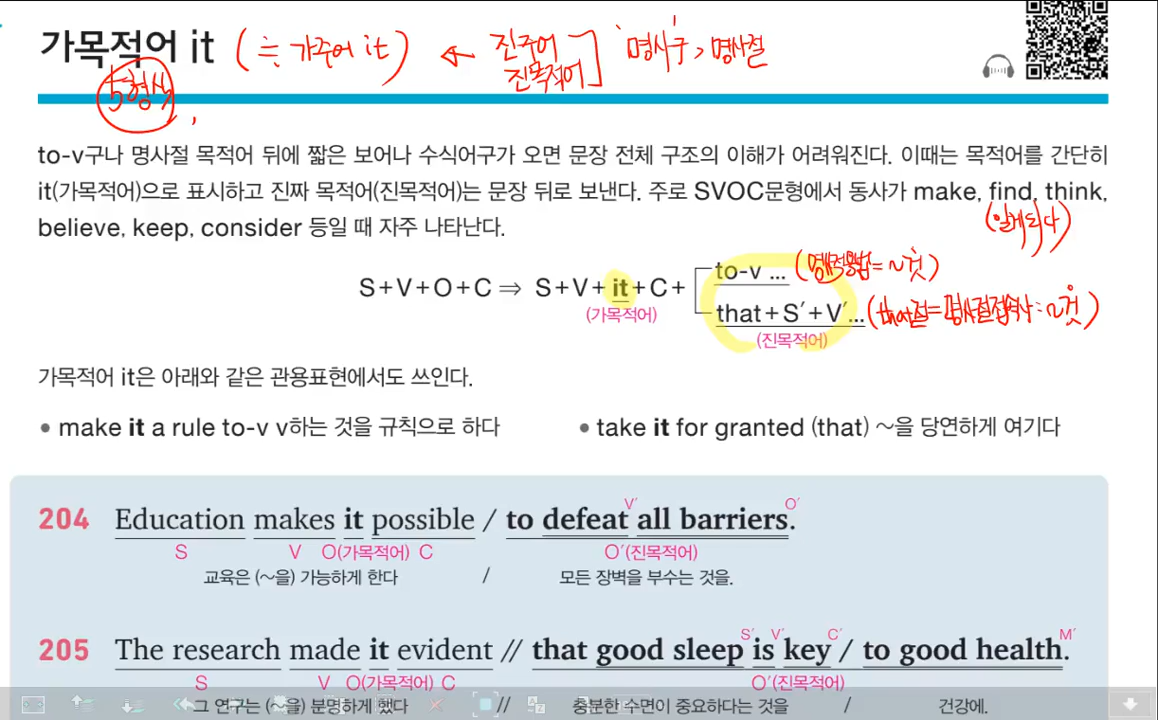 가목적어 it (≒ 가주어 it) ← 진주어 진목적어 ] 명사구, 명사절
5형식,
to-v구나 명사절 목적어 뒤에 짧은 보어나 수식어구가 오면 문장 전체 구조의 이해가 어려워진다. 이때는 목적어를 간단히
it(가목적어)으로 표시하고 진짜 목적어(진목적어)는 문장 뒤로 보낸다. 주로 SVOC문형에서 동사가 make, find, think,
believe, keep, consider 등일 때 자주 나타난다.
(알게되다)
to-v ... (명사적용법=~것)
S+V+O+C ⇒ S+V+it+C+
(가목적어)
that+S´+V´... (that절=명사절접속사:~것)
(진목적어)
가목적어 it은 아래와 같은 관용표현에서도 쓰인다.
● make it a rule to-v v하는 것을 규칙으로 하다 ● take it for granted (that) ~을 당연하게 여기다
V´ O´
204 Education makes it possible / to defeat all barriers.
S V O(가목적어) C O´(진목적어)
교육은 (~을) 가능하게 한다 / 모든 장벽을 부수는 것을.
S´ V´ C´ M´
205 The research made it evident // that good sleep is key / to good health.
S V O(가목적어) C O´(진목적어)
그 연구는 (~을) 분명하게 했다 // 충분한 수면이 중요하다는 것을 / 건강에.